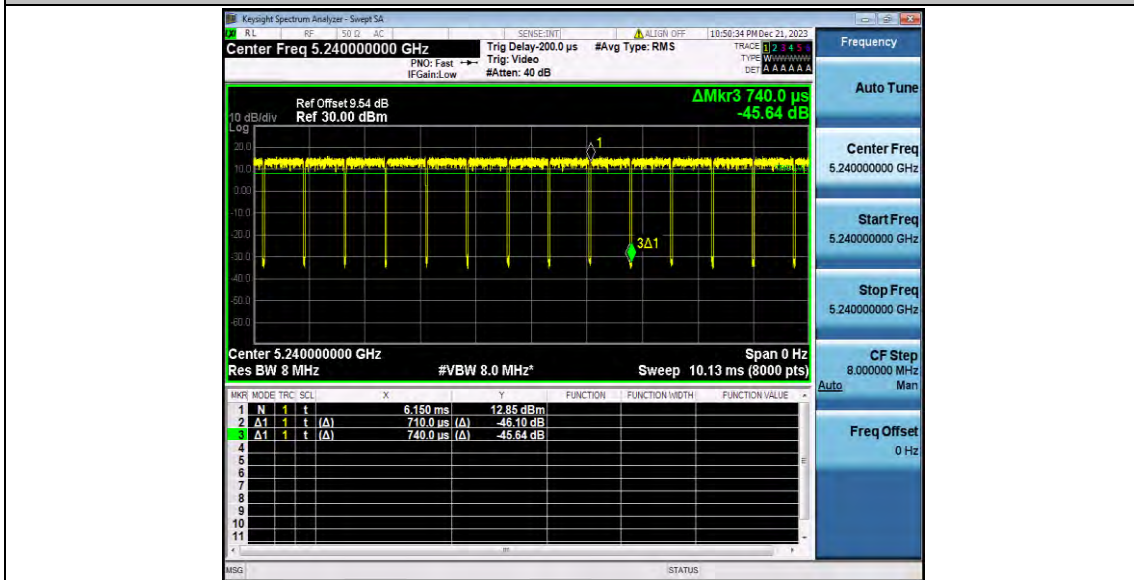 Keysight Spectrum Analyzer - Swept SA
RL RF 50 Ω AC SENSE:INT ALIGN OFF 10:50:34 PM Dec 21, 2023
Center Freq 5.240000000 GHz
PNO: Fast
IFGain:Low
Trig Delay-200.0 µs
Trig: Video
#Atten: 40 dB
#Avg Type: RMS
TRACE 1 2 3 4 5 6
TYPE WWWWWW
DET A A A A A A
ΔMkr3 740.0 µs
-45.64 dB
Ref Offset 9.54 dB
10 dB/div Ref 30.00 dBm
Log
20.0
10.0
0.00
-10.0
-20.0
-30.0
-40.0
-50.0
-60.0
1
3Δ1
Center 5.240000000 GHz Span 0 Hz
Res BW 8 MHz #VBW 8.0 MHz* Sweep 10.13 ms (8000 pts)
MKR MODE TRC SCL X Y FUNCTION FUNCTION WIDTH FUNCTION VALUE
1 N 1 t 6.150 ms 12.85 dBm
2 Δ1 1 t (Δ) 710.0 µs (Δ) -46.10 dB
3 Δ1 1 t (Δ) 740.0 µs (Δ) -45.64 dB
4
5
6
7
8
9
10
11
MSG STATUS
Frequency
Auto Tune
Center Freq
5.240000000 GHz
Start Freq
5.240000000 GHz
Stop Freq
5.240000000 GHz
CF Step
8.000000 MHz
Auto Man
Freq Offset
0 Hz